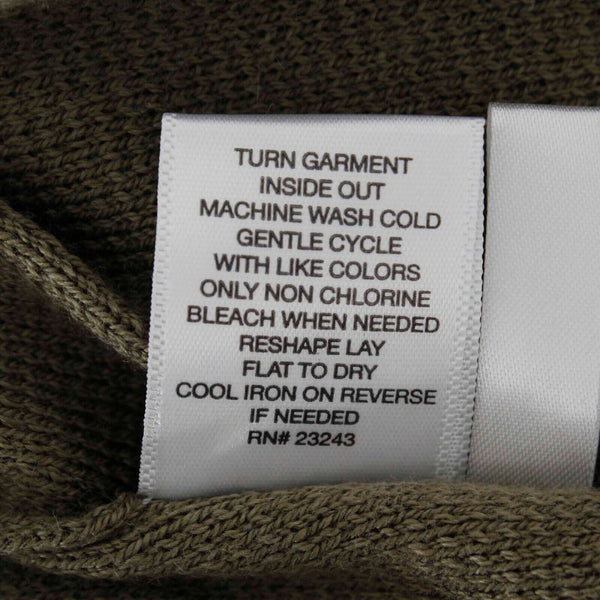 TURN GARMENT
INSIDE OUT
MACHINE WASH COLD
GENTLE CYCLE
WITH LIKE COLORS
ONLY NON CHLORINE
BLEACH WHEN NEEDED
RESHAPE LAY
FLAT TO DRY
COOL IRON ON REVERSE
IF NEEDED
RN# 23243